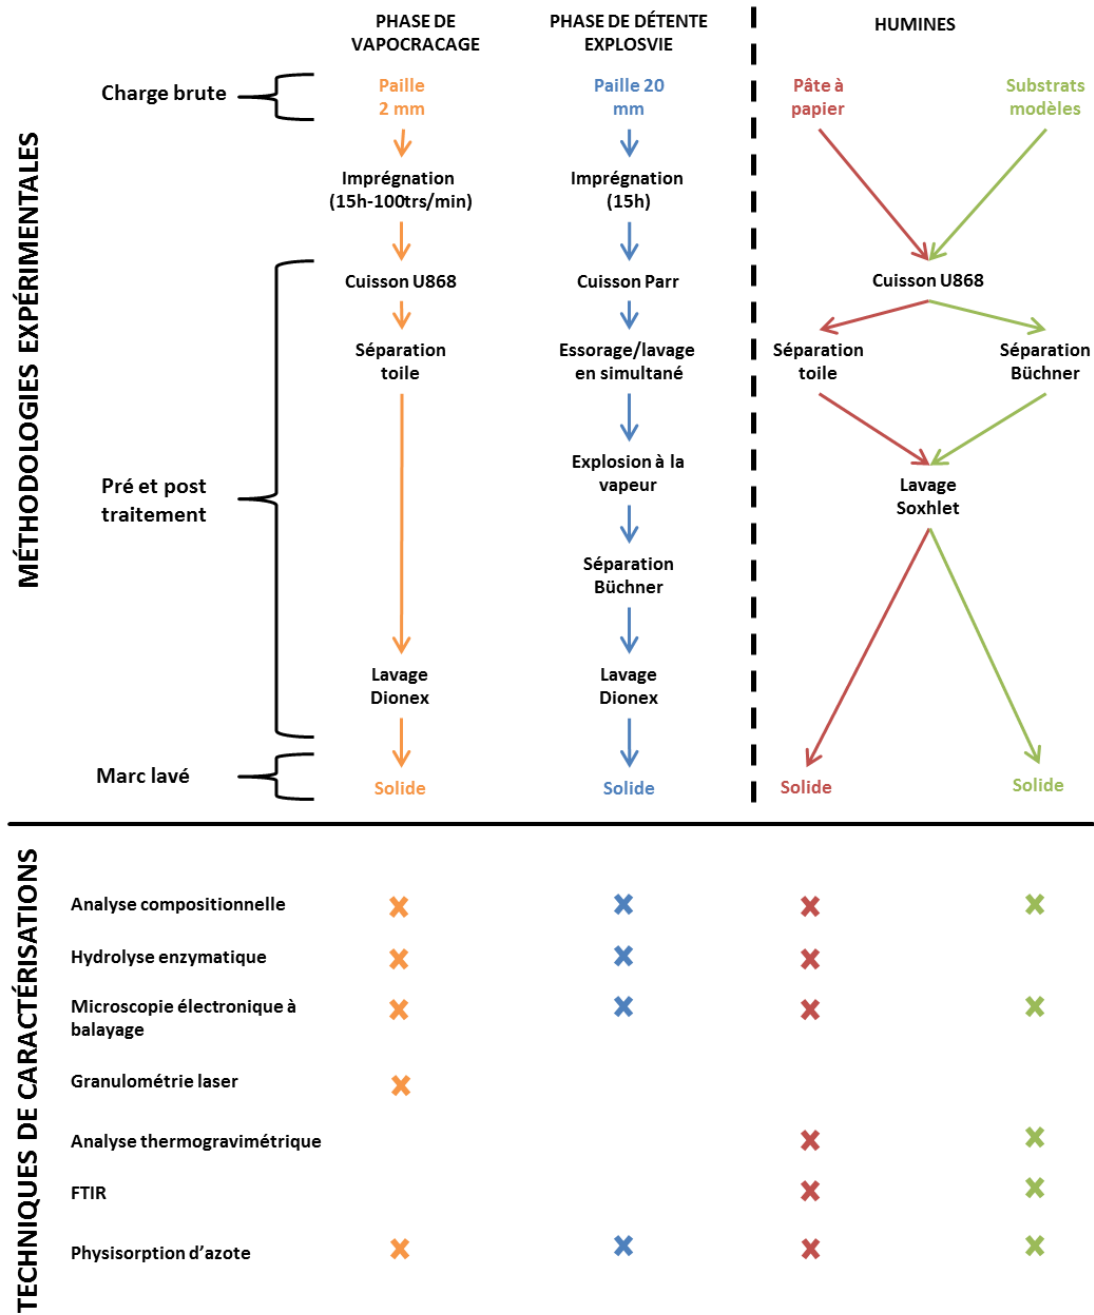 PHASE DE
VAPOCRACAGE
PHASE DE DÉTENTE
EXPLOSVIE
HUMINES
MÉTHODOLOGIES EXPÉRIMENTALES
Charge brute
Paille
2 mm
Paille 20
mm
Pâte à
papier
Substrats
modèles
Imprégnation
(15h-100trs/min)
Imprégnation
(15h)
Cuisson U868
Cuisson Parr
Cuisson U868
Séparation
toile
Essorage/lavage
en simultané
Séparation
toile
Séparation
Büchner
Pré et post
traitement
Explosion à la
vapeur
Lavage
Soxhlet
Séparation
Büchner
Lavage
Dionex
Lavage
Dionex
Marc lavé
Solide
Solide
Solide
Solide
TECHNIQUES DE CARACTÉRISATIONS
Analyse compositionnelle
Hydrolyse enzymatique
Microscopie électronique à
balayage
Granulométrie laser
Analyse thermogravimétrique
FTIR
Physisorption d'azote